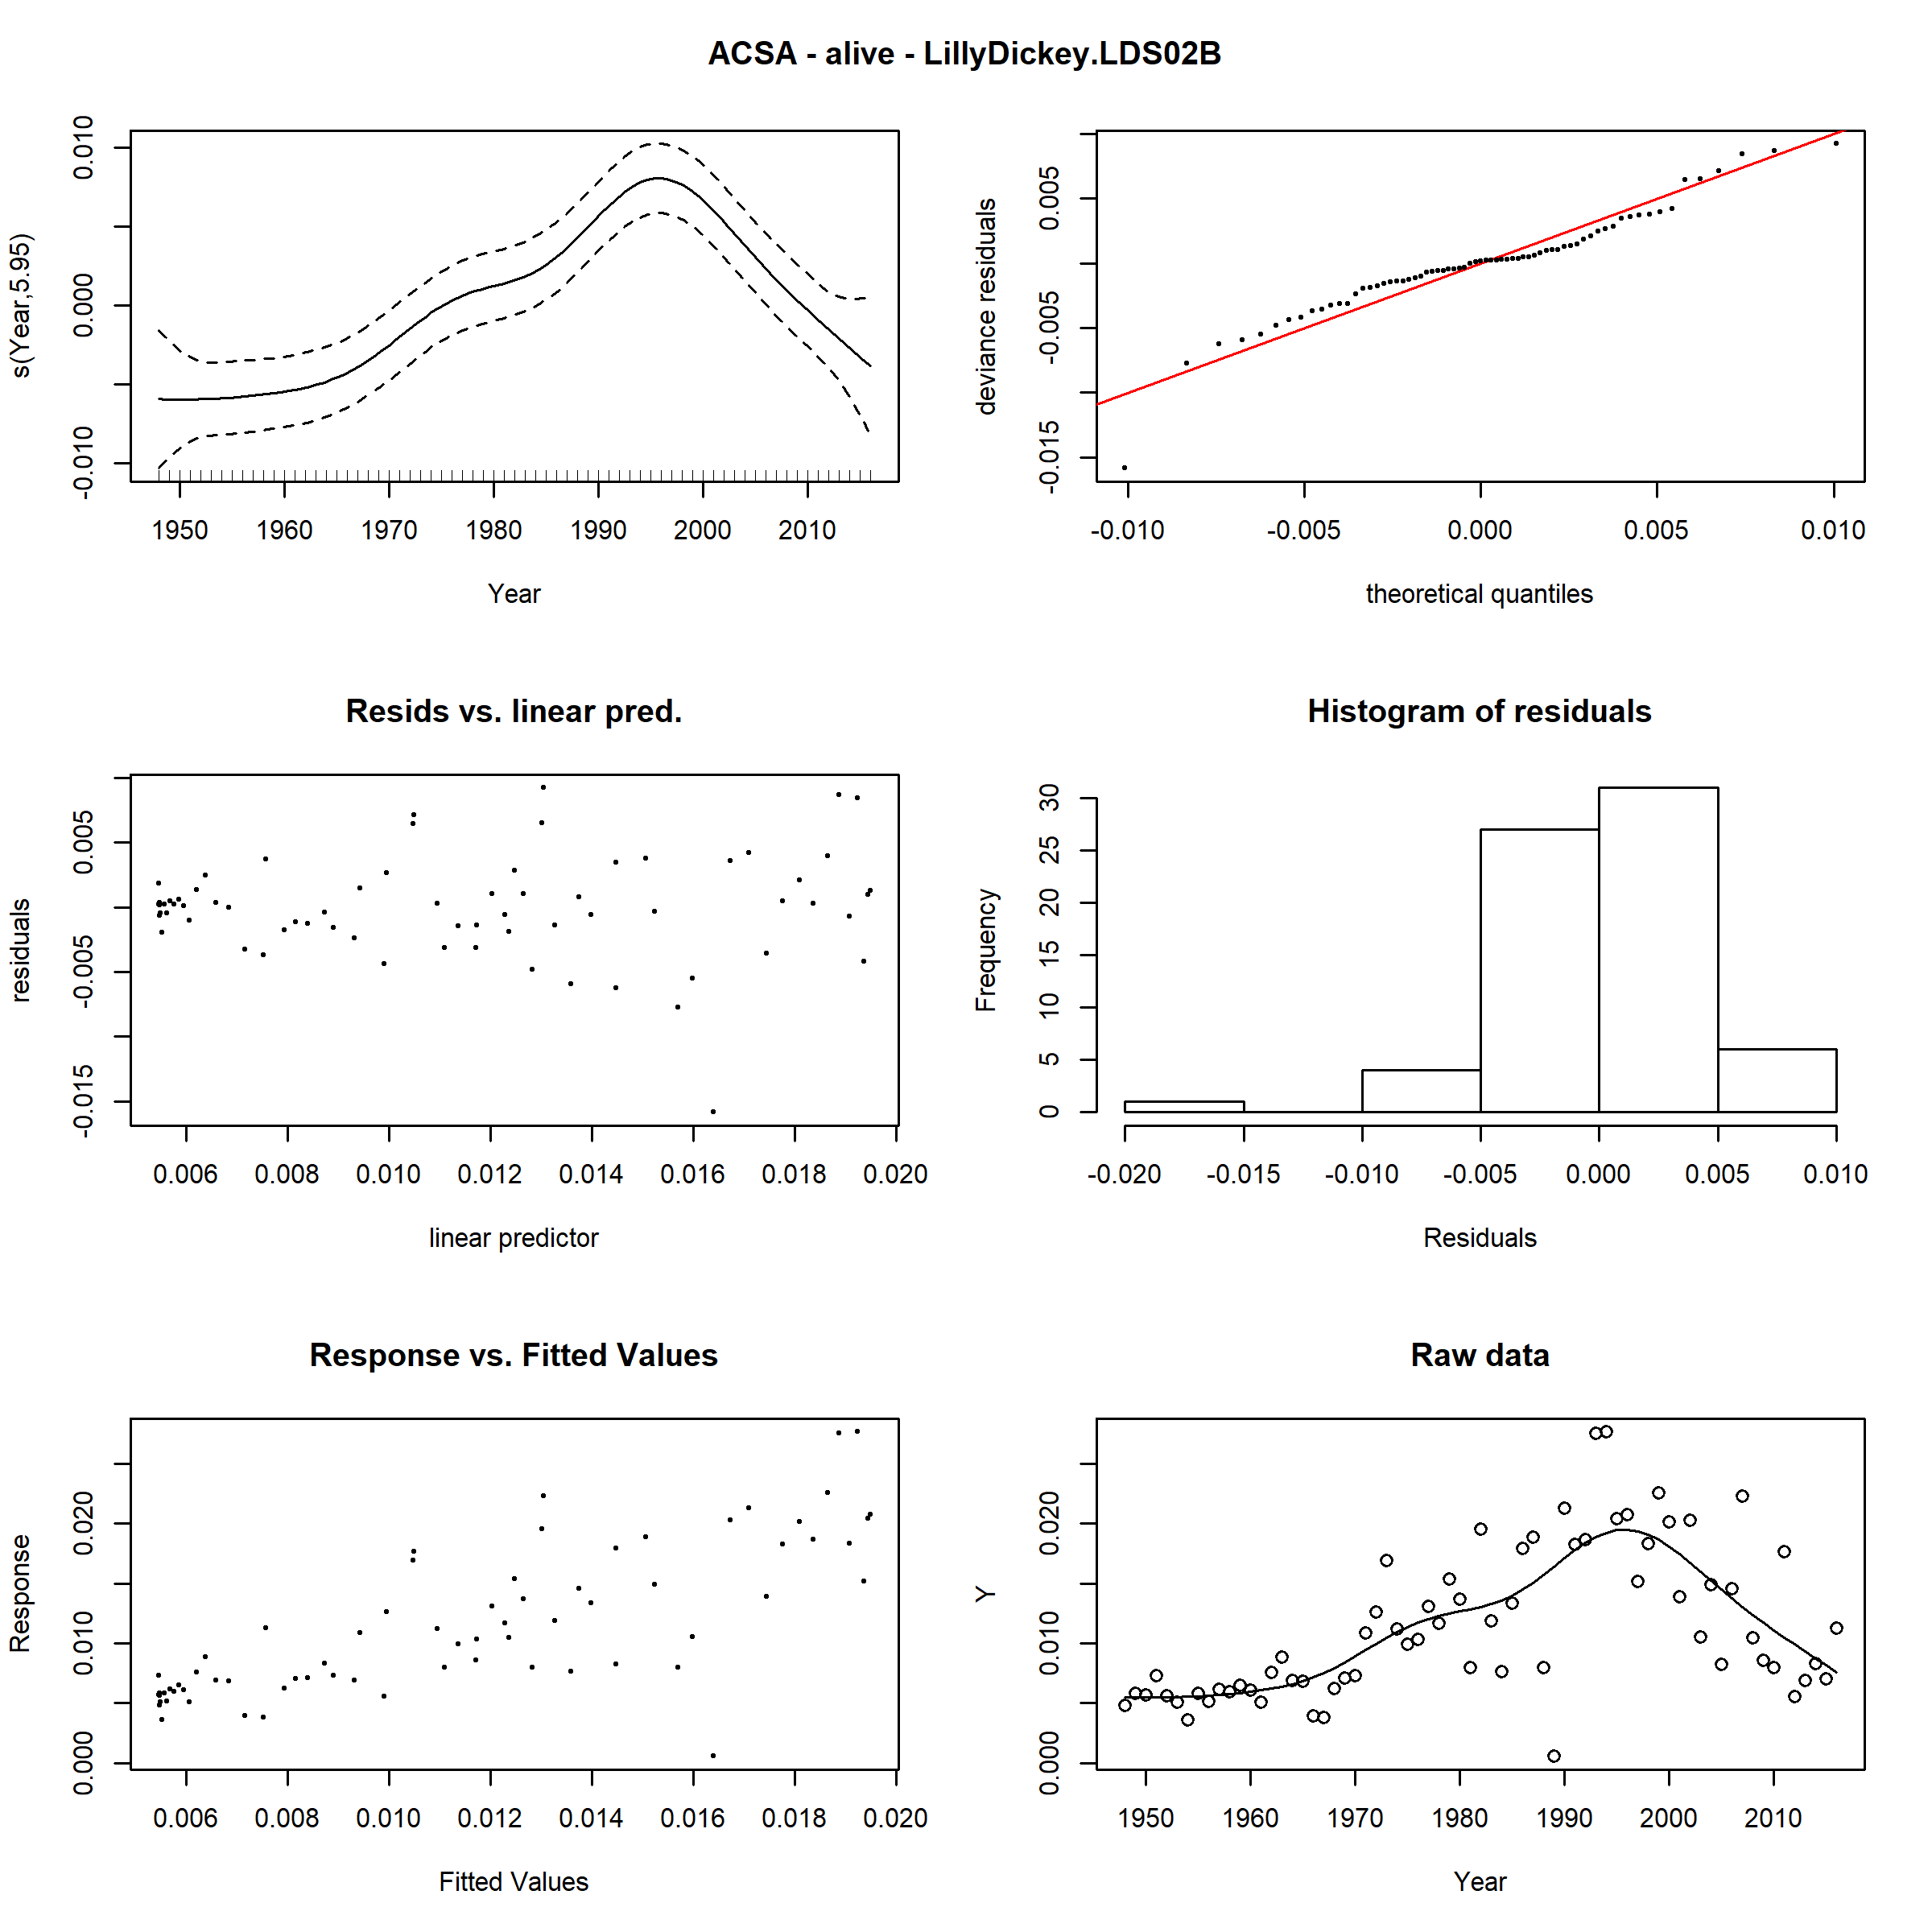 ACSA - alive - LillyDickey.LDS02B
s(Year,5.95)
-0.010 0.000 0.010
1950 1960 1970 1980 1990 2000 2010
Year
deviance residuals
-0.015 -0.005 0.005
-0.010 -0.005 0.000 0.005 0.010
theoretical quantiles
Resids vs. linear pred.
residuals
-0.015 -0.005 0.005
0.006 0.008 0.010 0.012 0.014 0.016 0.018 0.020
linear predictor
Histogram of residuals
Frequency
0 5 10 15 20 25 30
-0.020 -0.015 -0.010 -0.005 0.000 0.005 0.010
Residuals
Response vs. Fitted Values
Response
0.000 0.010 0.020
0.006 0.008 0.010 0.012 0.014 0.016 0.018 0.020
Fitted Values
Raw data
Y
0.000 0.010 0.020
1950 1960 1970 1980 1990 2000 2010
Year